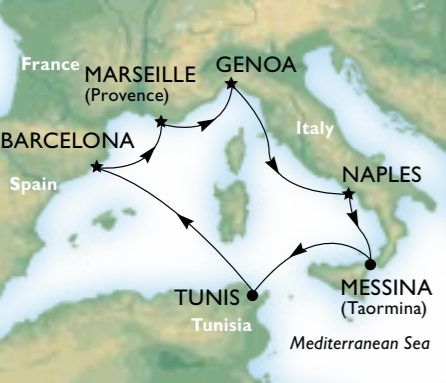 GENOA
France
MARSEILLE
(Provence)
Italy
BARCELONA
Spain
NAPLES
TUNIS
MESSINA
(Taormina)
Tunisia
Mediterranean Sea